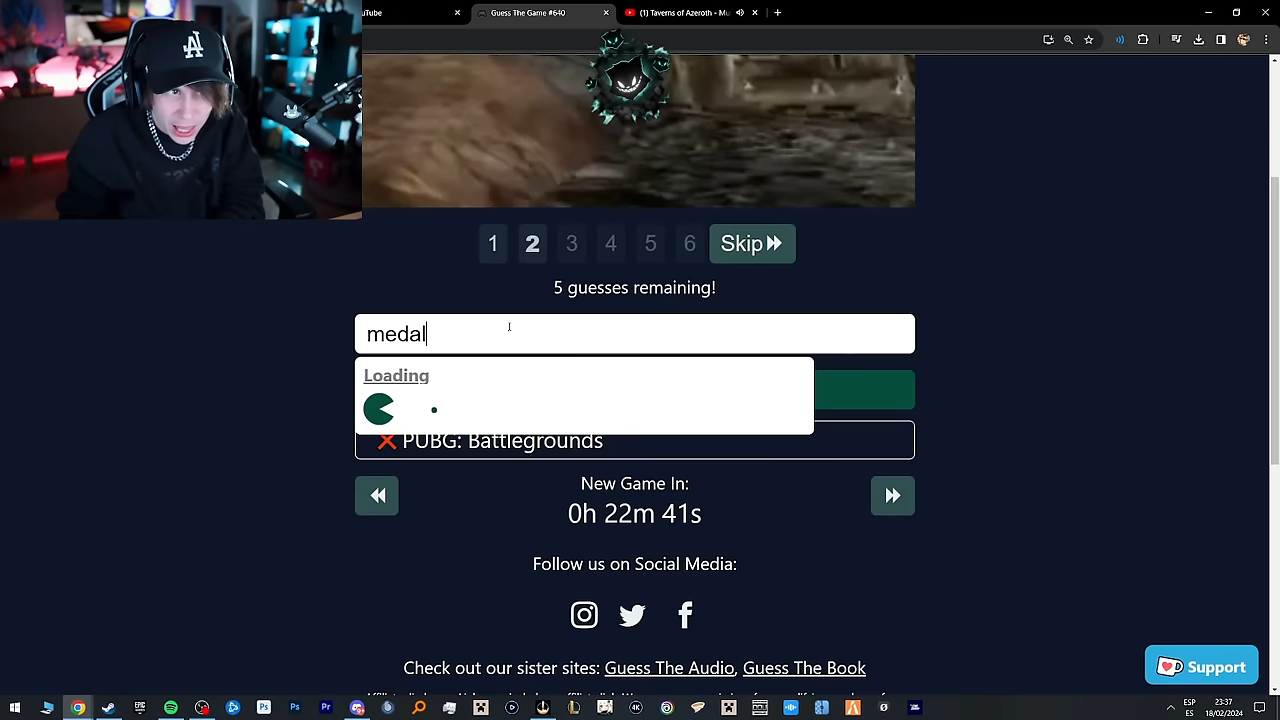 uTube
Guess The Game #640
(1) Taverns of Azeroth - Mu
1 2 3 4 5 6 Skip
5 guesses remaining!
medal
Loading
❌ PUBG: Battlegrounds
New Game In:
0h 22m 41s
Follow us on Social Media:
Check out our sister sites: Guess The Audio, Guess The Book
Support
ESP
ES
23:37
18/02/2024